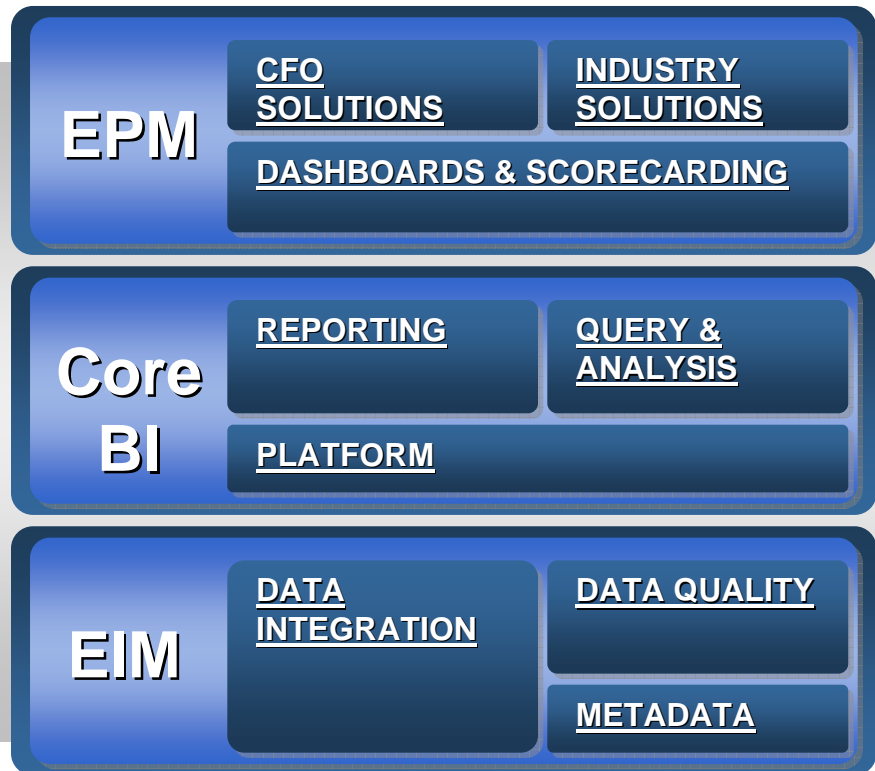 EPM
CFO
SOLUTIONS
INDUSTRY
SOLUTIONS
DASHBOARDS & SCORECARDING
Core
BI
REPORTING
QUERY &
ANALYSIS
PLATFORM
EIM
DATA
INTEGRATION
DATA QUALITY
METADATA